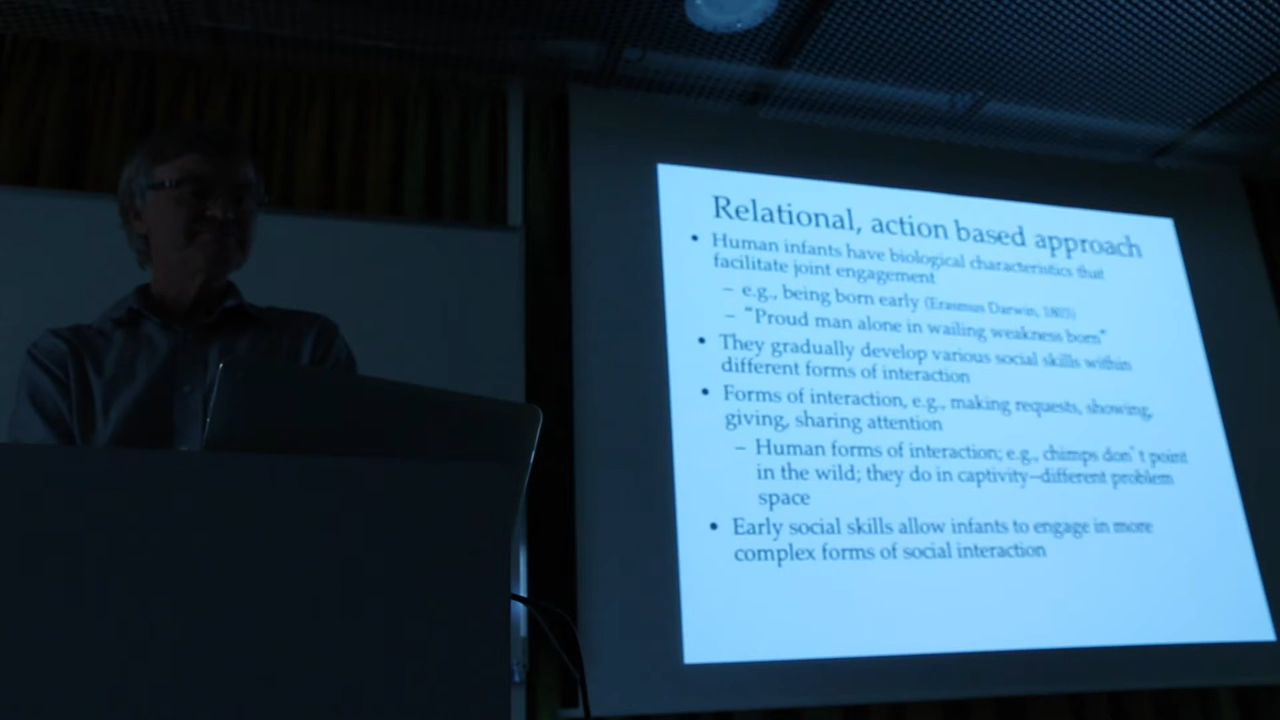 Relational, action based approach
• Human infants have biological characteristics that
facilitate joint engagement
– e.g., being born early (Erasmus Darwin, 1803)
– "Proud man alone in wailing weakness born"
• They gradually develop various social skills within
different forms of interaction
• Forms of interaction, e.g., making requests, showing,
giving, sharing attention
– Human forms of interaction; e.g., chimps don't point
in the wild; they do in captivity–different problem
space
• Early social skills allow infants to engage in more
complex forms of social interaction